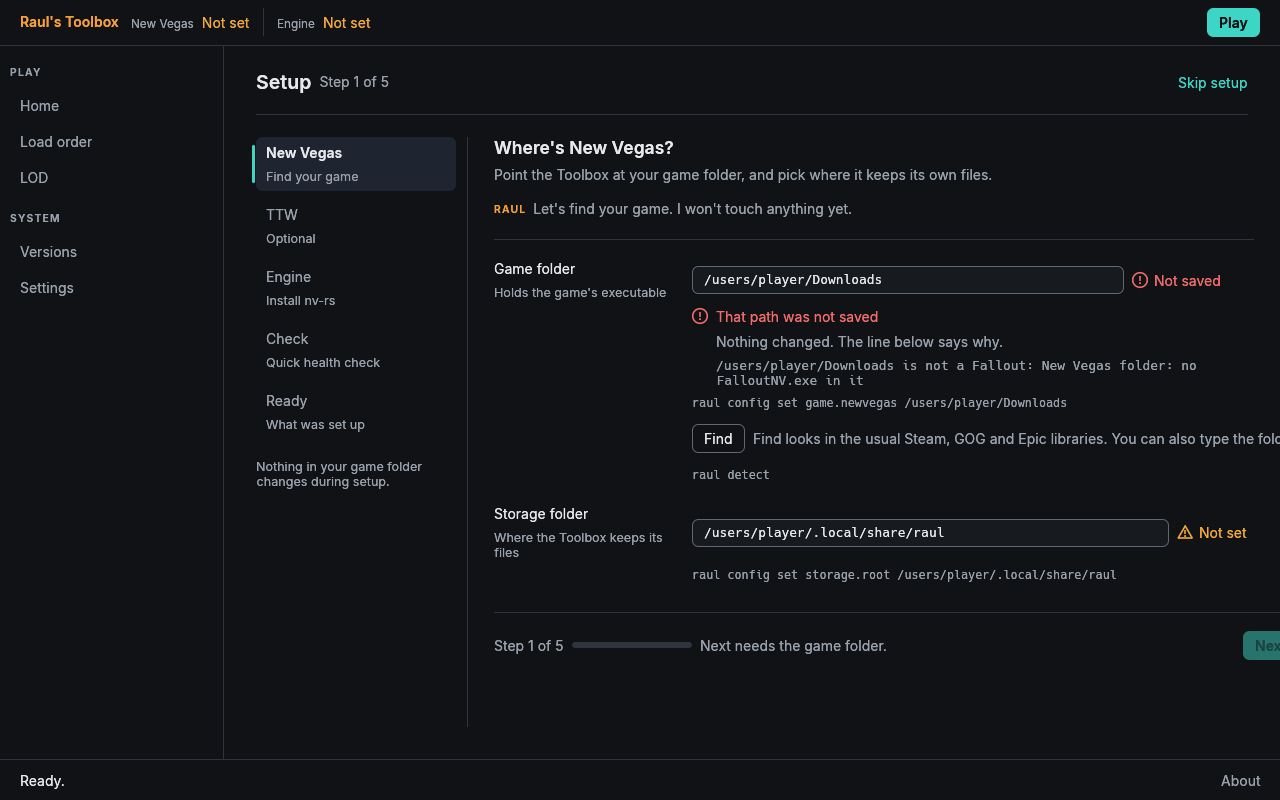 Raul's Toolbox New Vegas Not set Engine Not set Play
PLAY
Home
Load order
LOD
SYSTEM
Versions
Settings
Setup Step 1 of 5 Skip setup
New Vegas
Find your game
TTW
Optional
Engine
Install nv-rs
Check
Quick health check
Ready
What was set up
Nothing in your game folder
changes during setup.
Where's New Vegas?
Point the Toolbox at your game folder, and pick where it keeps its own files.
RAUL Let's find your game. I won't touch anything yet.
Game folder
Holds the game's executable
/users/player/Downloads Not saved
That path was not saved
Nothing changed. The line below says why.
/users/player/Downloads is not a Fallout: New Vegas folder: no
FalloutNV.exe in it
raul config set game.newvegas /users/player/Downloads
Find Find looks in the usual Steam, GOG and Epic libraries. You can also type the
raul detect
Storage folder
Where the Toolbox keeps its
files
/users/player/.local/share/raul Not set
raul config set storage.root /users/player/.local/share/raul
Step 1 of 5 Next needs the game folder.
Ready. About